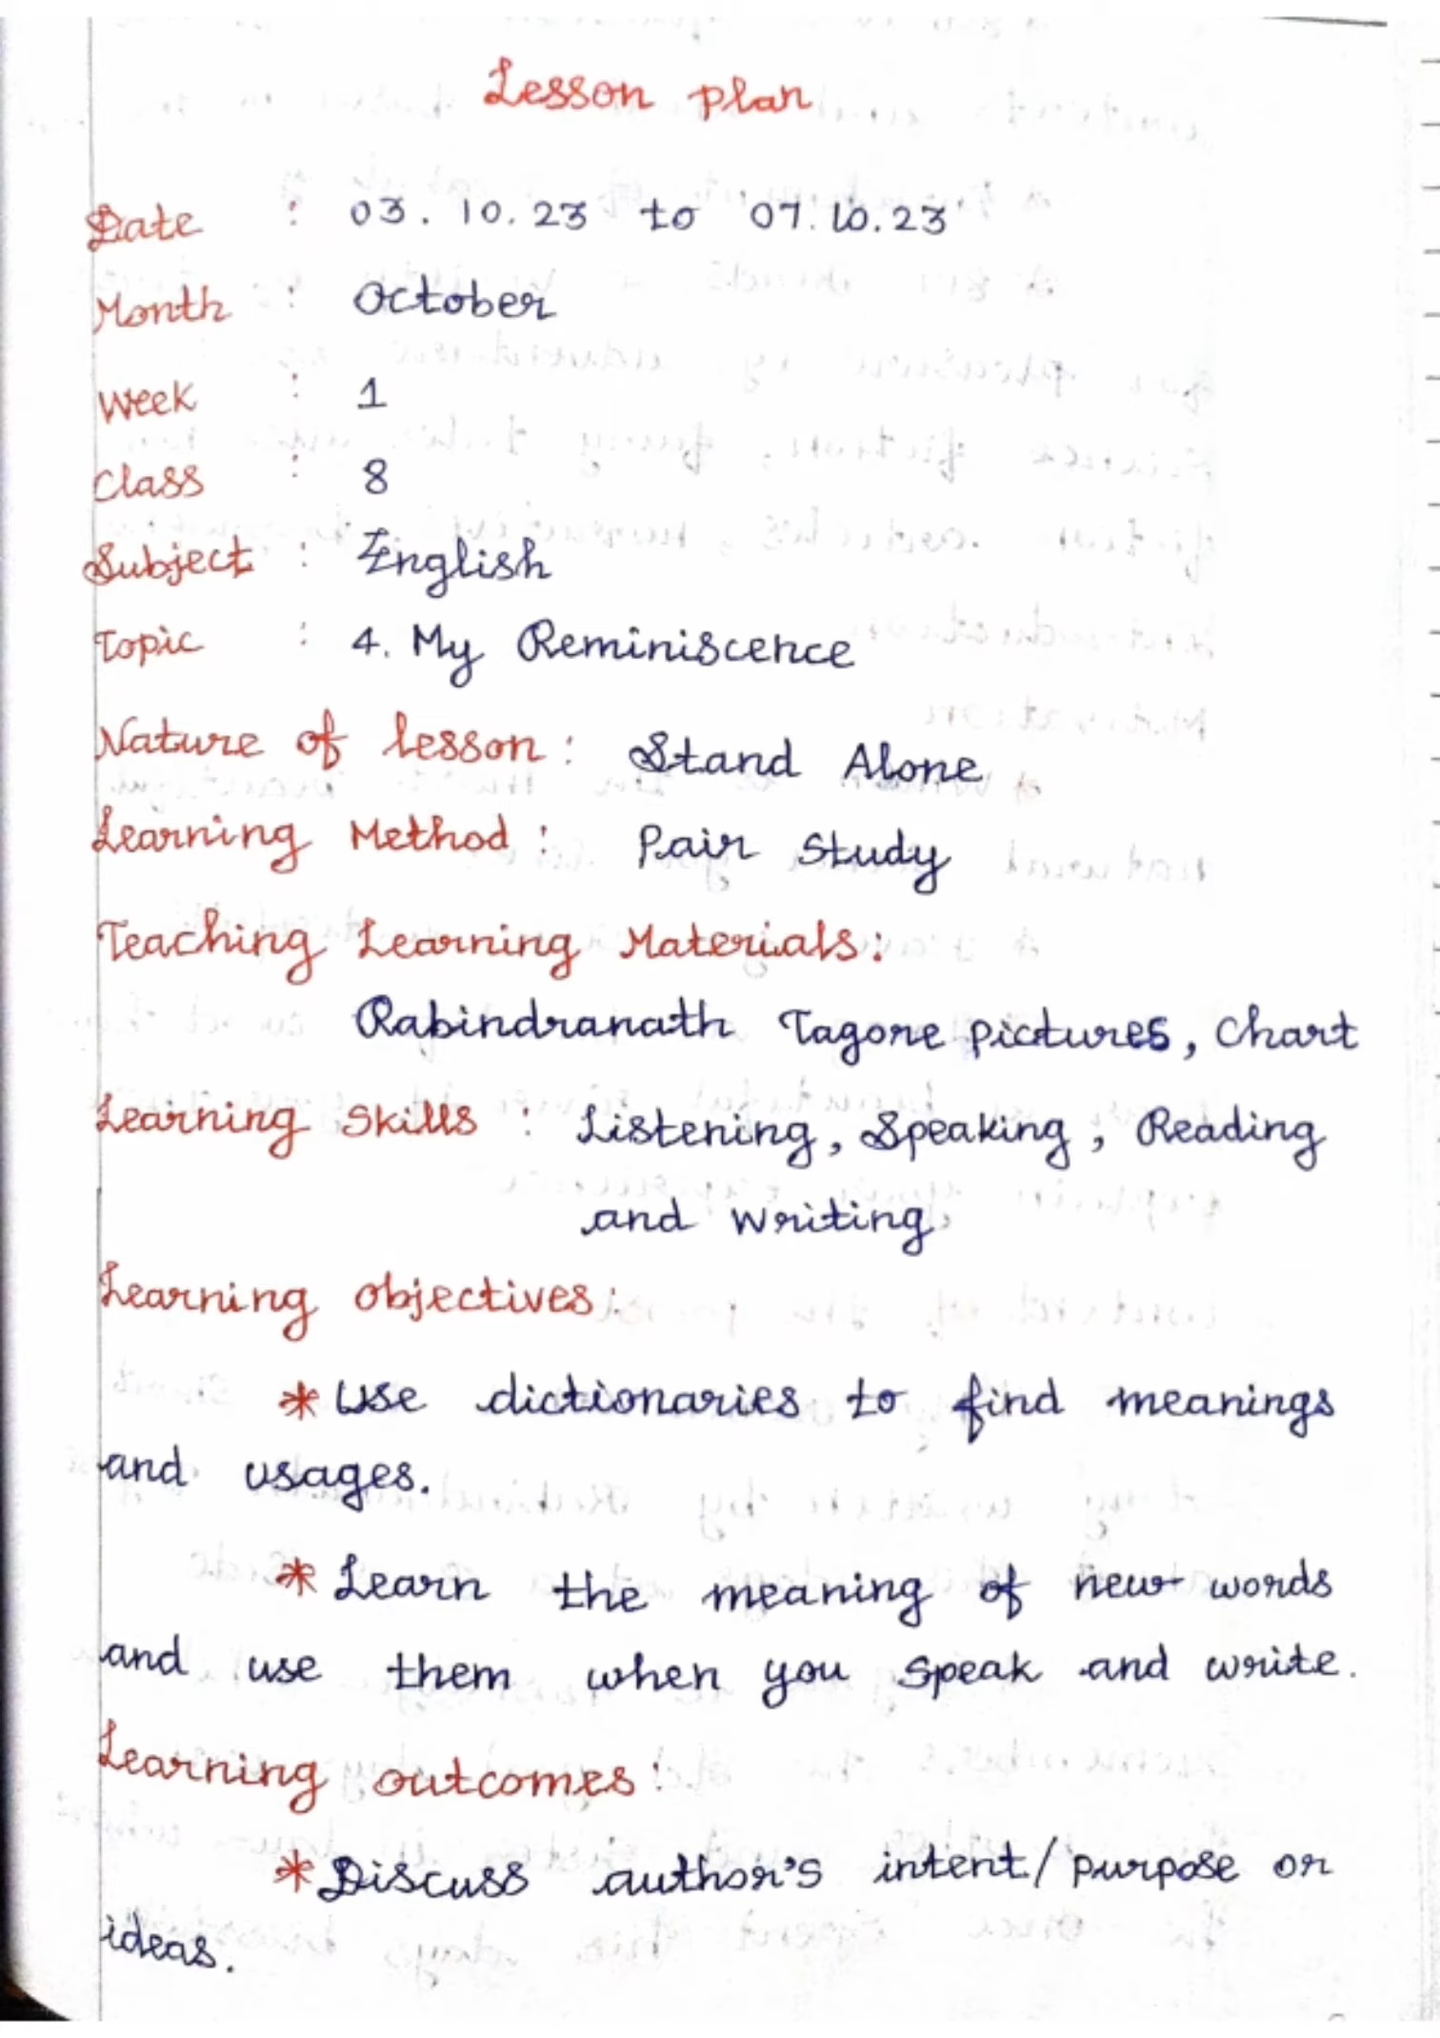 Lesson plan
Date : 03. 10. 23 to 07. 10. 23
Month : October
Week : 1
Class : 8
Subject : English
Topic : 4. My Reminiscence
Nature of lesson : Stand Alone
Learning Method : Pair Study
Teaching Learning Materials :
Rabindranath Tagore pictures, Chart
Learning Skills : Listening, Speaking, Reading
and writing.
Learning objectives :
* Use dictionaries to find meanings
and usages.
* Learn the meaning of new words
and use them when you speak and write.
Learning outcomes :
* Discuss author's intent/purpose or
ideas.